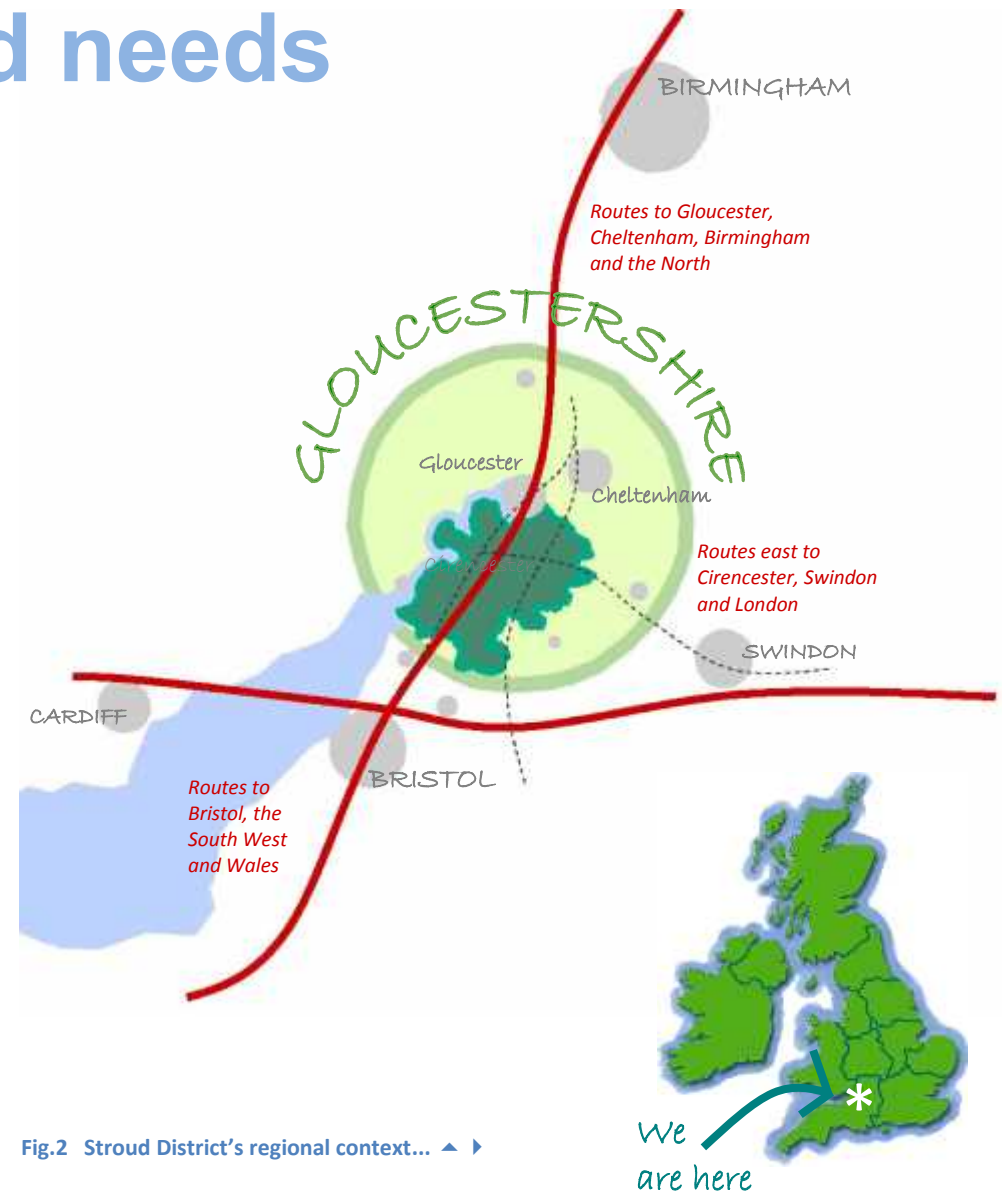 d needs
BIRMINGHAM
Routes to Gloucester,
Cheltenham, Birmingham
and the North
GLOUCESTERSHIRE
Gloucester
Cheltenham
Routes east to
Cirencester, Swindon
and London
SWINDON
CARDIFF
BRISTOL
Routes to
Bristol, the
South West
and Wales
We
are here
*
Fig.2 Stroud District’s regional context...